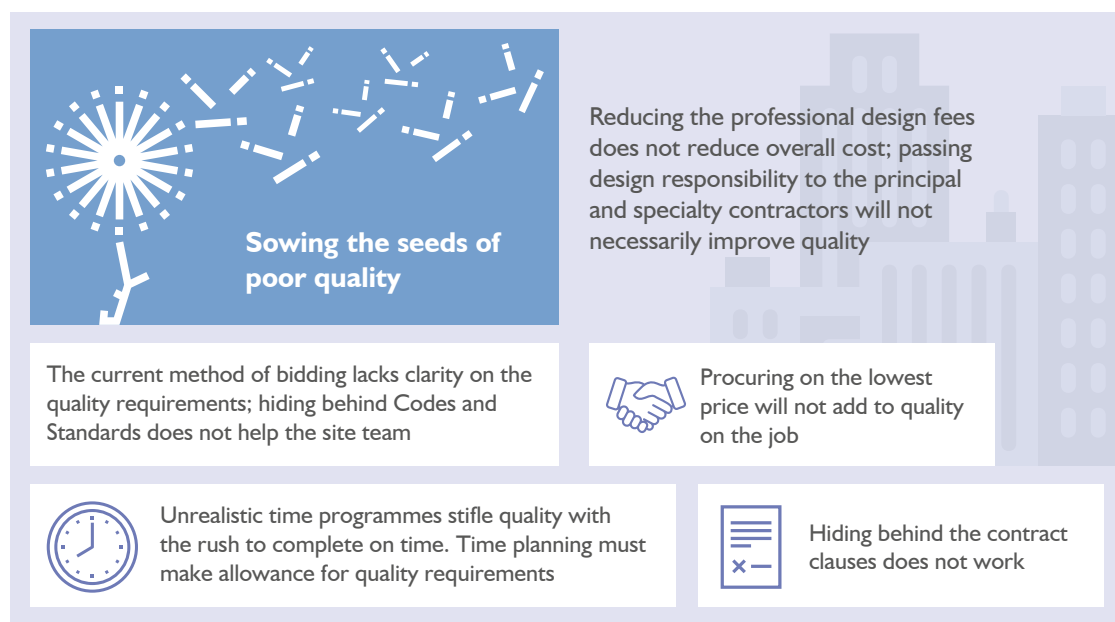 Sowing the seeds of
poor quality
Reducing the professional design fees
does not reduce overall cost; passing
design responsibility to the principal
and specialty contractors will not
necessarily improve quality
The current method of bidding lacks clarity on the
quality requirements; hiding behind Codes and
Standards does not help the site team
Procuring on the lowest
price will not add to quality
on the job
Unrealistic time programmes stifle quality with
the rush to complete on time. Time planning must
make allowance for quality requirements
Hiding behind the contract
clauses does not work